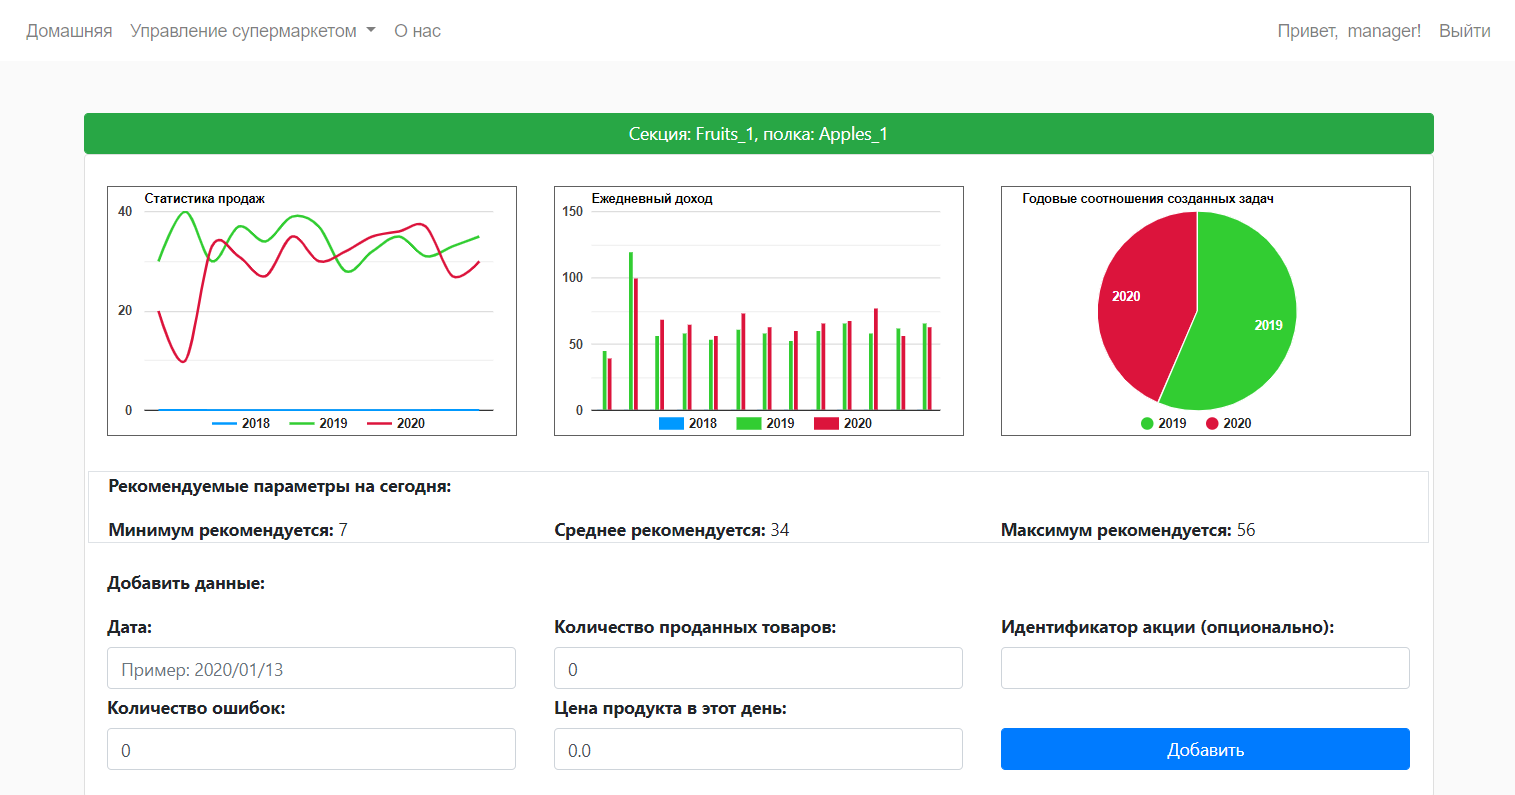 Домашняя Управление супермаркетом О нас Привет, manager! Выйти
Секция: Fruits_1, полка: Apples_1
Статистика продаж
40
20
0
2018 2019 2020
Ежедневный доход
150
100
50
0
2018 2019 2020
Годовые соотношения созданных задач
2020
2019
2019 2020
Рекомендуемые параметры на сегодня:
Минимум рекомендуется: 7 Среднее рекомендуется: 34 Максимум рекомендуется: 56
Добавить данные:
Дата: Количество проданных товаров: Идентификатор акции (опционально):
Пример: 2020/01/13 0
Количество ошибок: Цена продукта в этот день:
0 0.0 Добавить